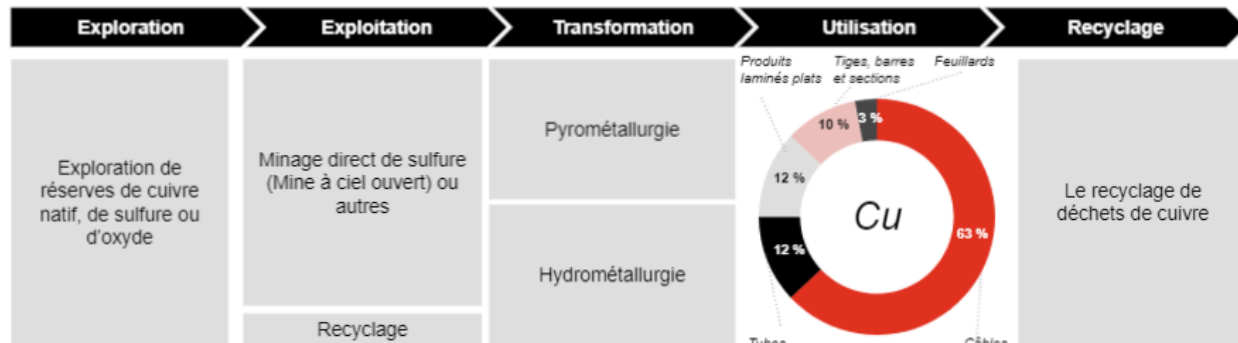 Exploration
Exploitation
Transformation
Utilisation
Recyclage
Exploration de
réserves de cuivre
natif, de sulfure ou
d'oxyde
Minage direct de sulfure
(Mine à ciel ouvert) ou
autres
Recyclage
Pyrométallurgie
Hydrométallurgie
Produits
laminés plats
Tiges, barres
et sections
Feuillards
10 %
3 %
12 %
Cu
63 %
12 %
Tubes
Câbles
Le recyclage de
déchets de cuivre